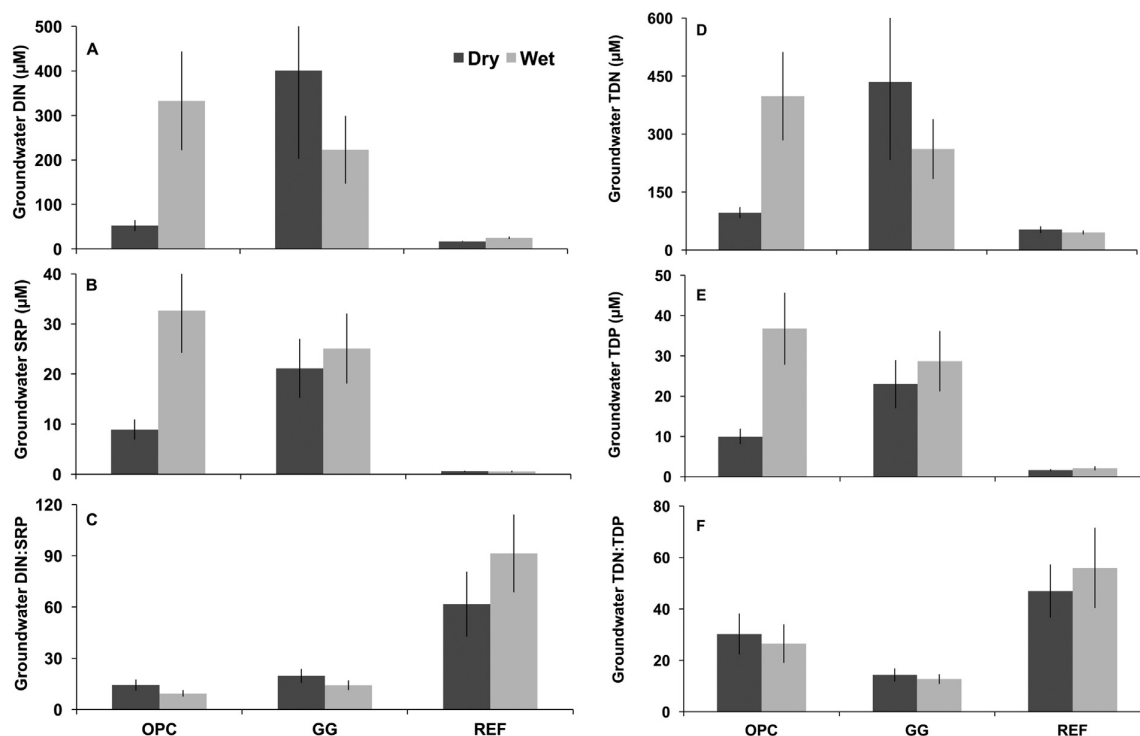 A
Groundwater DIN (µM)
500
400
300
200
100
0
Dry Wet
B
Groundwater SRP (µM)
40
30
20
10
0
C
Groundwater DIN:SRP
120
90
60
30
0
OPC GG REF
D
Groundwater TDN (µM)
600
450
300
150
0
E
Groundwater TDP (µM)
50
40
30
20
10
0
F
Groundwater TDN:TDP
80
60
40
20
0
OPC GG REF